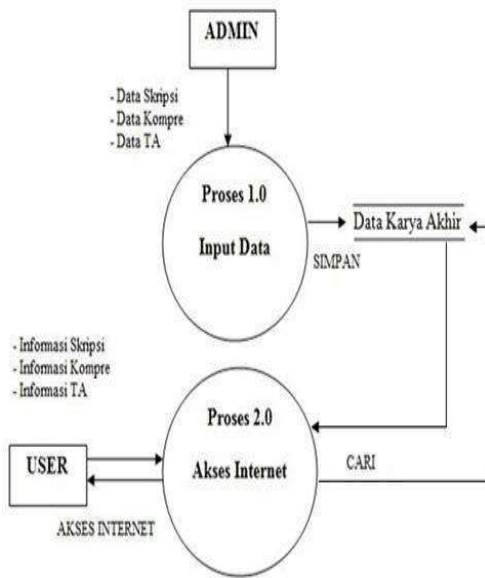 ADMIN
- Data Skripsi
- Data Kompre
- Data TA
Proses 1.0
Input Data
Data Karya Akhir
SIMPAN
- Informasi Skripsi
- Informasi Kompre
- Informasi TA
Proses 2.0
Akses Internet
USER
CARI
AKSES INTERNET